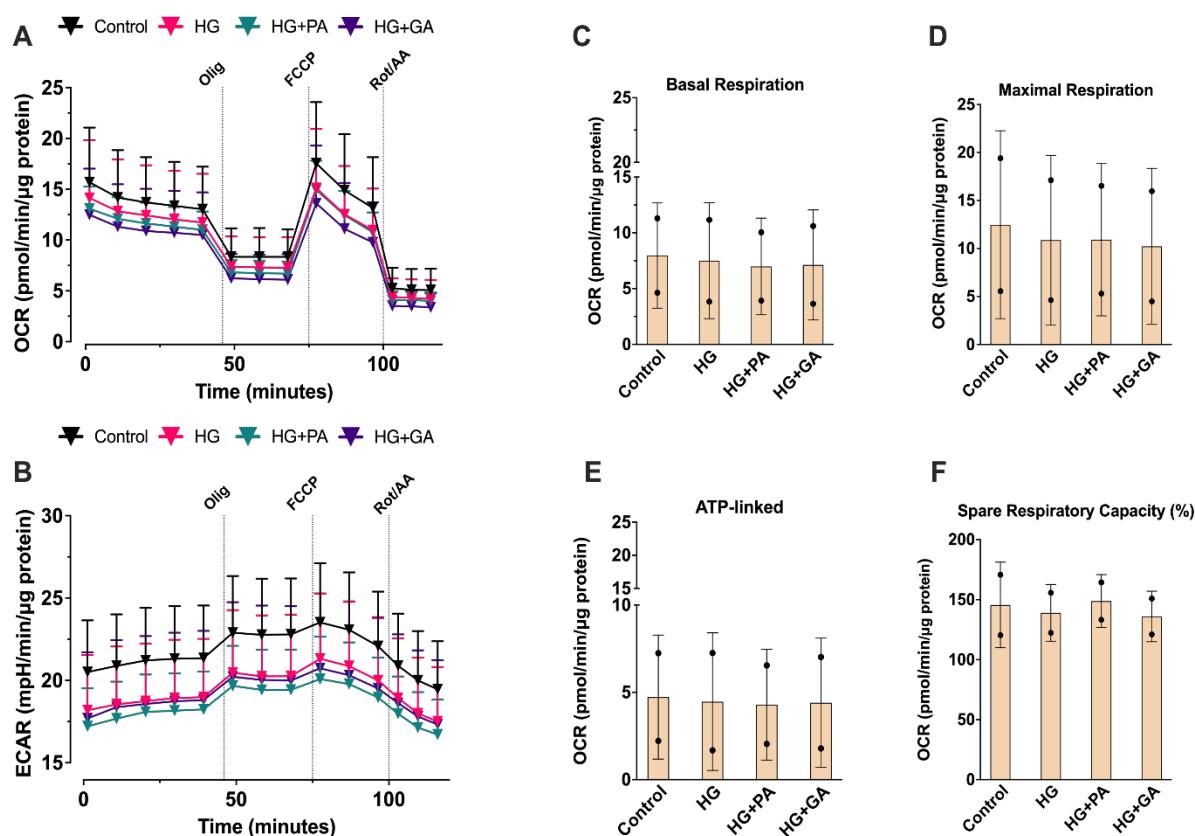 Control HG HG+PA HG+GA
A
Olig FCCP Rot/AA
OCR (pmol/min/µg protein)
25
20
15
10
5
0
0 50 100
Time (minutes)
Control HG HG+PA HG+GA
B
Olig FCCP Rot/AA
ECAR (mpH/min/µg protein)
30
25
20
15
0 50 100
Time (minutes)
C
Basal Respiration
OCR (pmol/min/µg protein)
25
20
15
10
5
0
Control HG HG+PA HG+GA
D
Maximal Respiration
OCR (pmol/min/µg protein)
25
20
15
10
5
0
Control HG HG+PA HG+GA
E
ATP-linked
OCR (pmol/min/µg protein)
25
20
15
10
5
0
Control HG HG+PA HG+GA
F
Spare Respiratory Capacity (%)
OCR (pmol/min/µg protein)
200
150
100
50
0
Control HG HG+PA HG+GA